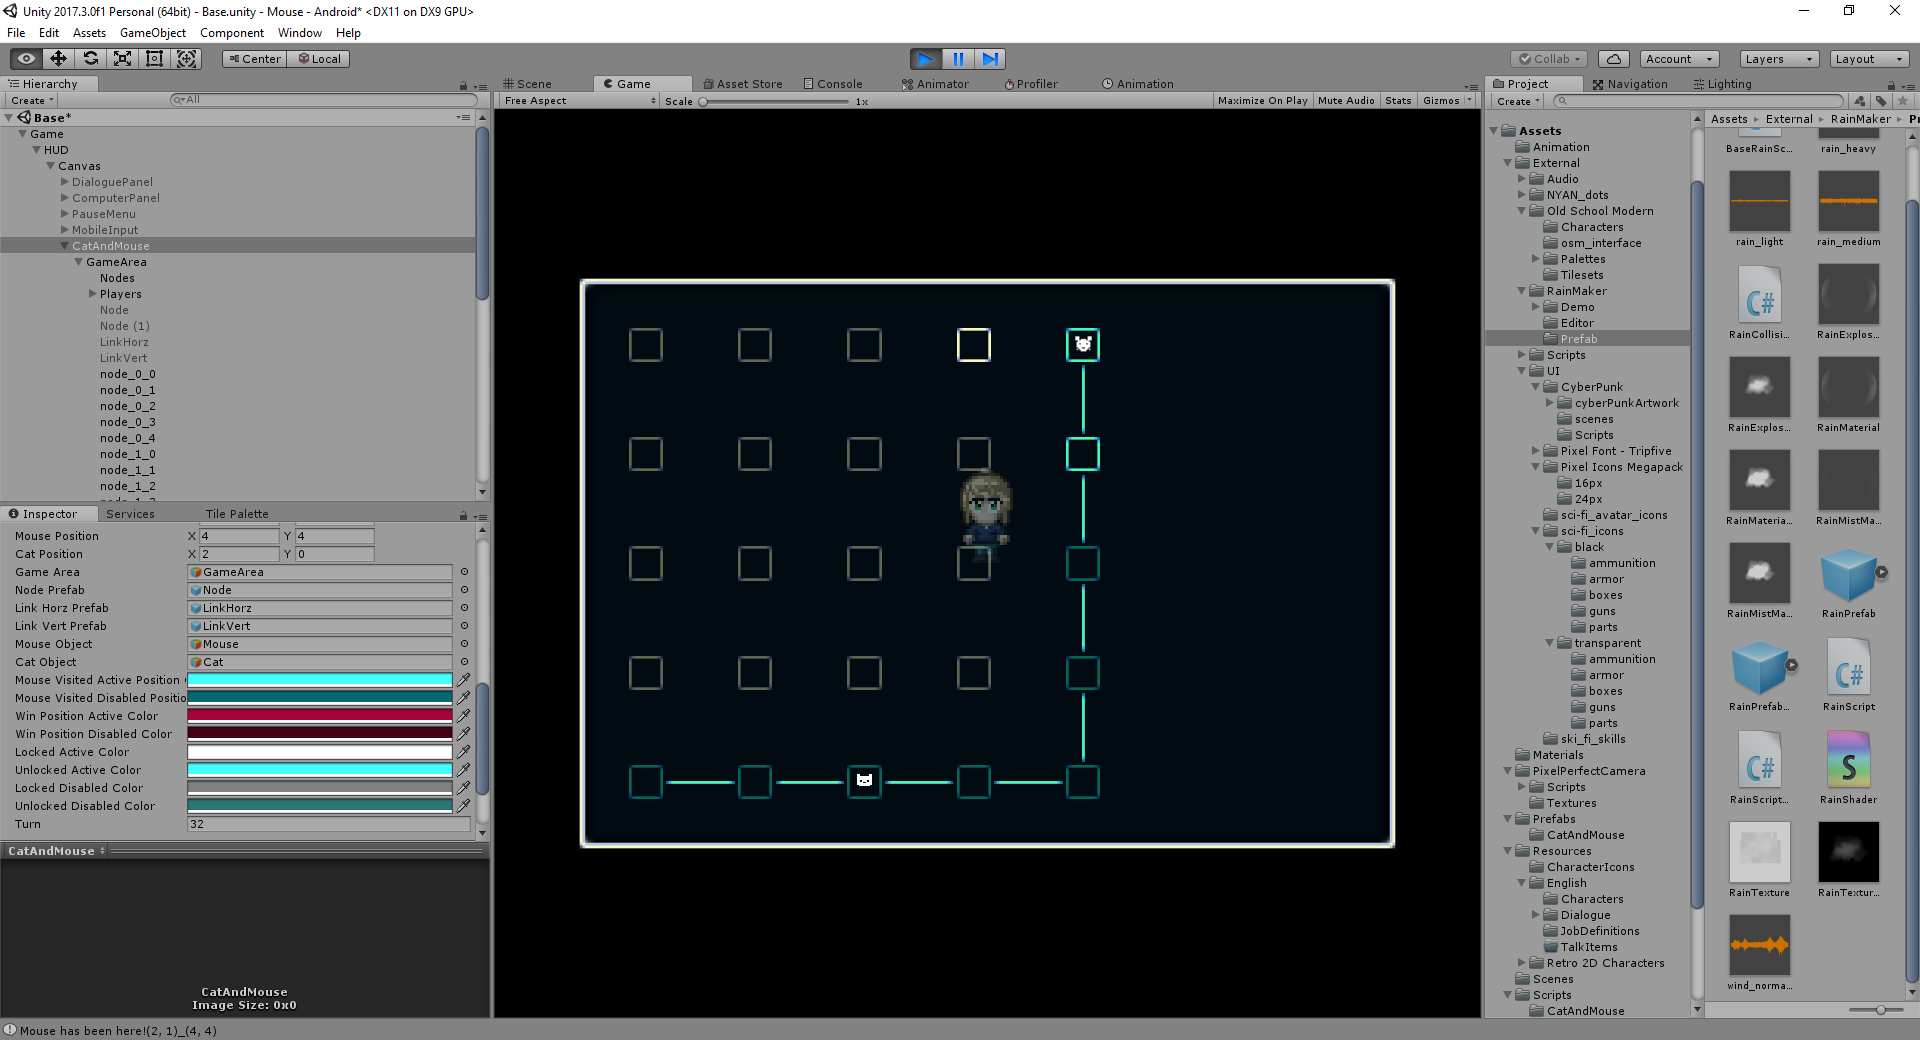 Unity 2017.3.0f1 Personal (64bit) - Base.unity - Mouse - Android* <DX11 on DX9 GPU>
File Edit Assets GameObject Component Window Help
Center Local
Collab Account Layers Layout
Hierarchy
Create All
Base*
Game
HUD
Canvas
DialoguePanel
ComputerPanel
PauseMenu
MobileInput
CatAndMouse
GameArea
Nodes
Players
Node
Node (1)
LinkHorz
LinkVert
node_0_0
node_0_1
node_0_2
node_0_3
node_0_4
node_1_0
node_1_1
node_1_2
Inspector Services Tile Palette
Mouse Position X 4 Y 4
Cat Position X 2 Y 0
Game Area GameArea
Node Prefab Node
Link Horz Prefab LinkHorz
Link Vert Prefab LinkVert
Mouse Object Mouse
Cat Object Cat
Mouse Visited Active Position
Mouse Visited Disabled Positio
Win Position Active Color
Win Position Disabled Color
Locked Active Color
Unlocked Active Color
Locked Disabled Color
Unlocked Disabled Color
Turn 32
CatAndMouse
CatAndMouse
Image Size: 0x0
Mouse has been here!(2, 1)_(4, 4)
Scene Game Asset Store Console Animator Profiler Animation
Free Aspect Scale 1x Maximize On Play Mute Audio Stats Gizmos
Project Navigation Lighting
Create
Assets
Animation
External
Audio
NYAN_dots
Old School Modern
Characters
osm_interface
Palettes
Tilesets
RainMaker
Demo
Editor
Prefab
Scripts
UI
CyberPunk
cyberPunkArtwork
scenes
Scripts
Pixel Font - Tripfive
Pixel Icons Megapack
16px
24px
sci-fi_avatar_icons
sci-fi_icons
black
ammunition
armor
boxes
guns
parts
transparent
ammunition
armor
boxes
guns
parts
ski_fi_skills
Materials
PixelPerfectCamera
Scripts
Textures
Prefabs
CatAndMouse
Resources
CharacterIcons
English
Characters
Dialogue
JobDefinitions
TalkItems
Retro 2D Characters
Scenes
Scripts
CatAndMouse
Assets External RainMaker
BaseRainSc... rain_heavy
rain_light rain_medium
C#
RainCollisi... RainExplos...
RainExplos... RainMaterial
RainMateria... RainMistMa...
RainMistMa... RainPrefab
C#
RainPrefab... RainScript
C# S
RainScript... RainShader
RainTexture RainTextur...
wind_norma...